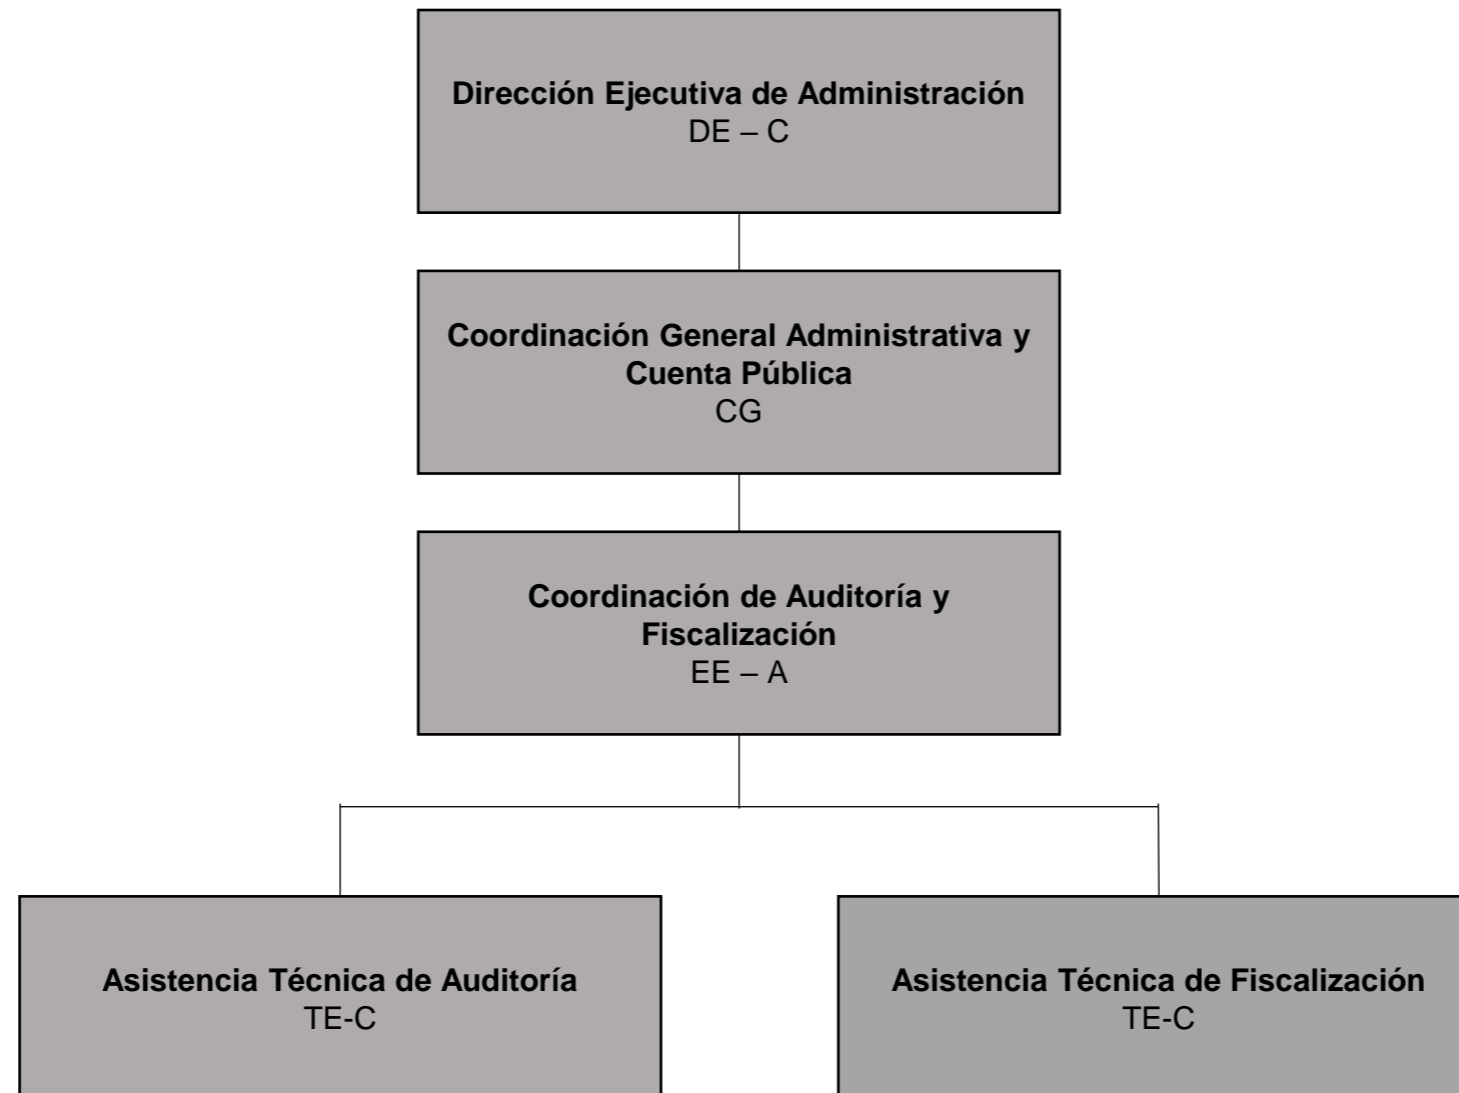 Dirección Ejecutiva de Administración
DE – C
Coordinación General Administrativa y
Cuenta Pública
CG
Coordinación de Auditoría y
Fiscalización
EE – A
Asistencia Técnica de Auditoría
TE-C
Asistencia Técnica de Fiscalización
TE-C